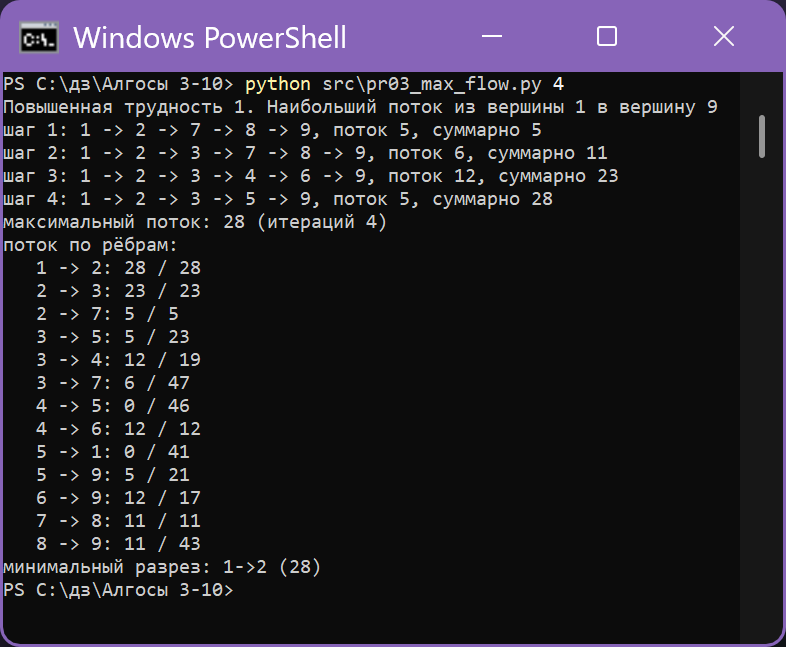 Windows PowerShell
PS C:\дз\Алгосы 3-10> python src\pr03_max_flow.py 4
Повышенная трудность 1. Наибольший поток из вершины 1 в вершину 9
шаг 1: 1 -> 2 -> 7 -> 8 -> 9, поток 5, суммарно 5
шаг 2: 1 -> 2 -> 3 -> 7 -> 8 -> 9, поток 6, суммарно 11
шаг 3: 1 -> 2 -> 3 -> 4 -> 6 -> 9, поток 12, суммарно 23
шаг 4: 1 -> 2 -> 3 -> 5 -> 9, поток 5, суммарно 28
максимальный поток: 28 (итераций 4)
поток по рёбрам:
   1 -> 2: 28 / 28
   2 -> 3: 23 / 23
   2 -> 7: 5 / 5
   3 -> 5: 5 / 23
   3 -> 4: 12 / 19
   3 -> 7: 6 / 47
   4 -> 5: 0 / 46
   4 -> 6: 12 / 12
   5 -> 1: 0 / 41
   5 -> 9: 5 / 21
   6 -> 9: 12 / 17
   7 -> 8: 11 / 11
   8 -> 9: 11 / 43
минимальный разрез: 1->2 (28)
PS C:\дз\Алгосы 3-10>